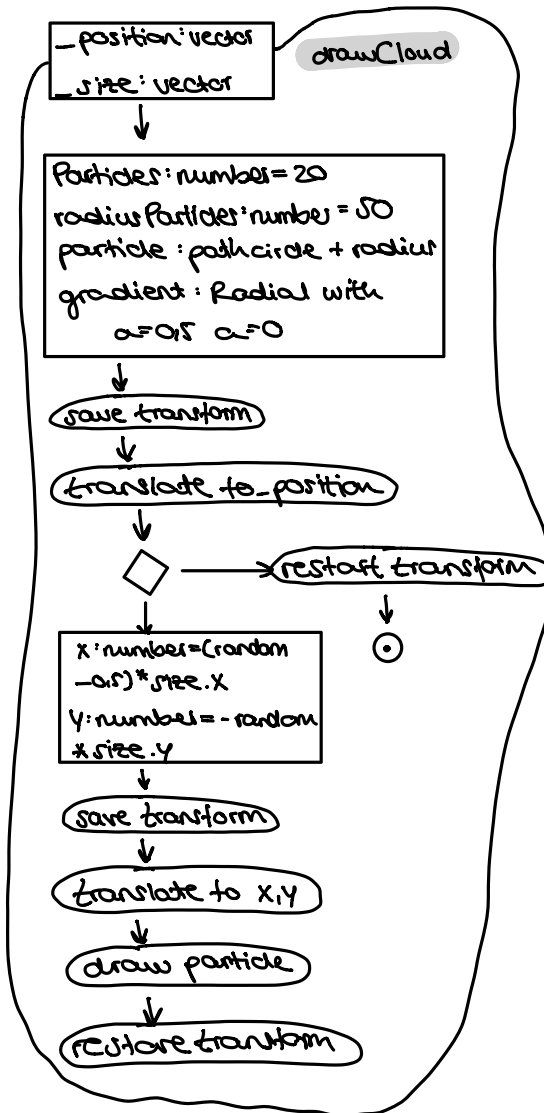 _position: vector
_size: vector
drawCloud
Particles: number = 20
radiusParticles: number = 50
particle: pathcircle + radius
gradient: Radial with
a=0,5 a=0
save transform
translate to _position
restart transform
x: number = (random
-0,5) * size.x
y: number = - random
* size.y
save transform
translate to x,y
draw particle
restore transform